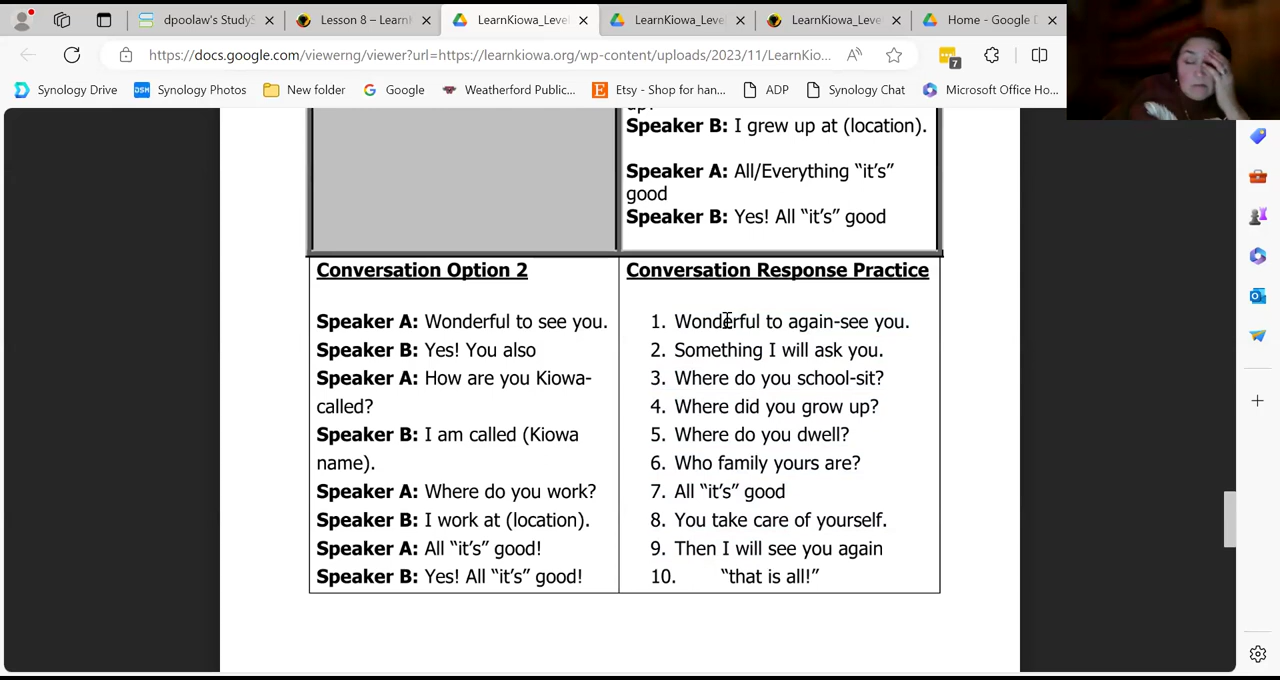 dpoolaw's StudyS
Lesson 8 – Learn
LearnKiowa_Level
LearnKiowa_Leve
LearnKiowa_Leve
Home - Google D
https://docs.google.com/viewerng/viewer?url=https://learnkiowa.org/wp-content/uploads/2023/11/LearnKio...
7
Synology Drive
Synology Photos
New folder
Google
Weatherford Public...
Etsy - Shop for han...
ADP
Synology Chat
Microsoft Office Ho...
Speaker B: I grew up at (location).
Speaker A: All/Everything “it’s”
good
Speaker B: Yes! All “it’s” good
Conversation Option 2
Speaker A: Wonderful to see you.
Speaker B: Yes! You also
Speaker A: How are you Kiowa-
called?
Speaker B: I am called (Kiowa
name).
Speaker A: Where do you work?
Speaker B: I work at (location).
Speaker A: All “it’s” good!
Speaker B: Yes! All “it’s” good!
Conversation Response Practice
1. Wonderful to again-see you.
2. Something I will ask you.
3. Where do you school-sit?
4. Where did you grow up?
5. Where do you dwell?
6. Who family yours are?
7. All “it’s” good
8. You take care of yourself.
9. Then I will see you again
10. “that is all!”